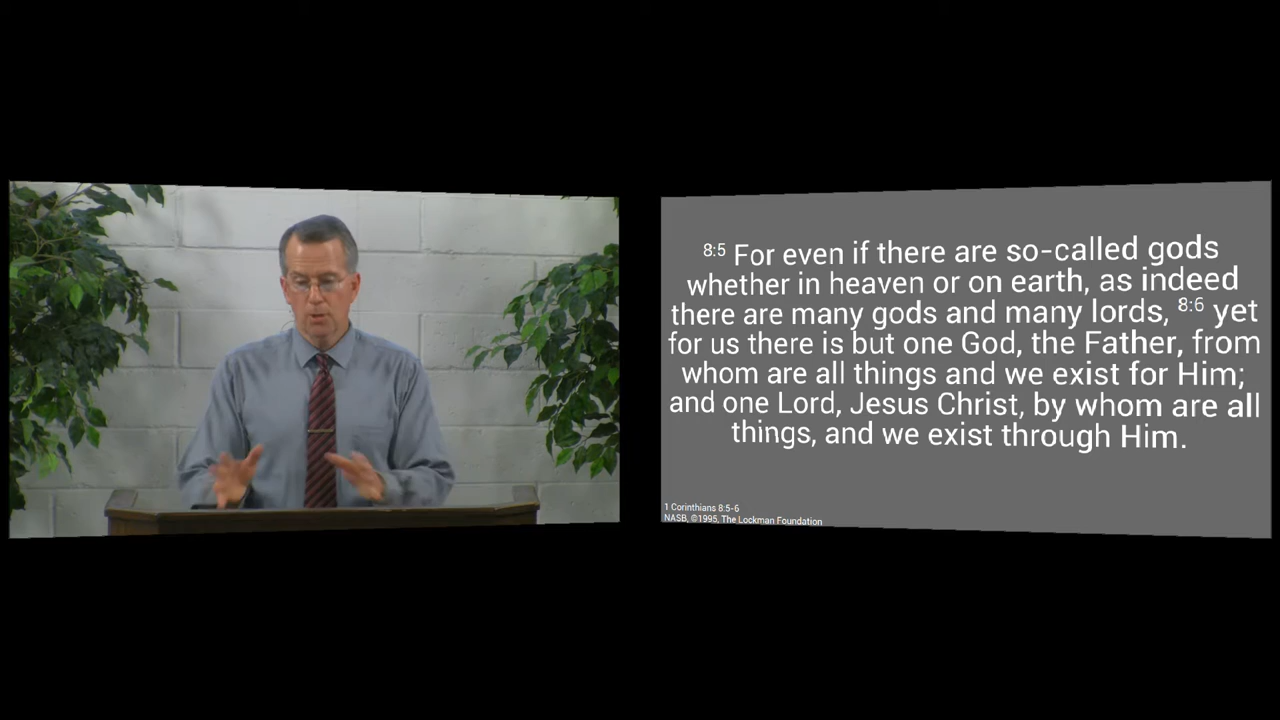 8:5 For even if there are so-called gods
whether in heaven or on earth, as indeed
there are many gods and many lords, 8:6 yet
for us there is but one God, the Father, from
whom are all things and we exist for Him;
and one Lord, Jesus Christ, by whom are all
things, and we exist through Him.
1 Corinthians 8:5-6
NASB, ©1995, The Lockman Foundation